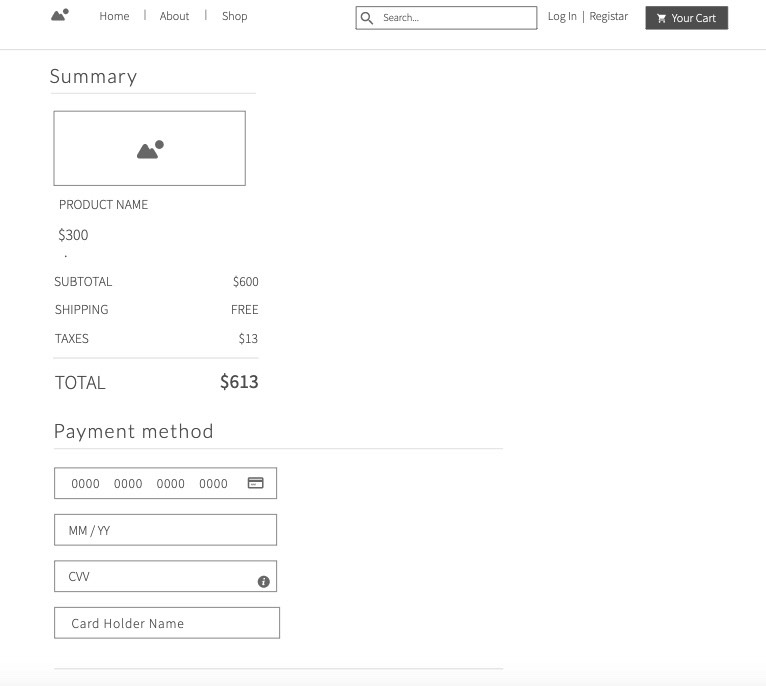 Home | About | Shop Search... Log In | Registar Your Cart
Summary
PRODUCT NAME
$300
.
SUBTOTAL $600
SHIPPING FREE
TAXES $13
TOTAL $613
Payment method
0000 0000 0000 0000
MM / YY
CVV i
Card Holder Name